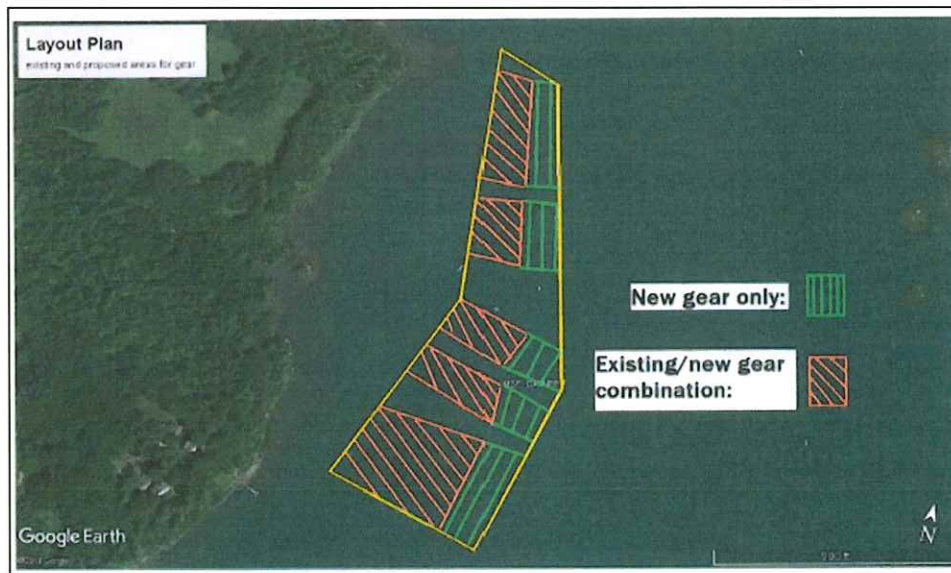 Layout Plan
existing and proposed areas for gear
New gear only:
Existing/new gear
combination:
Google Earth
N